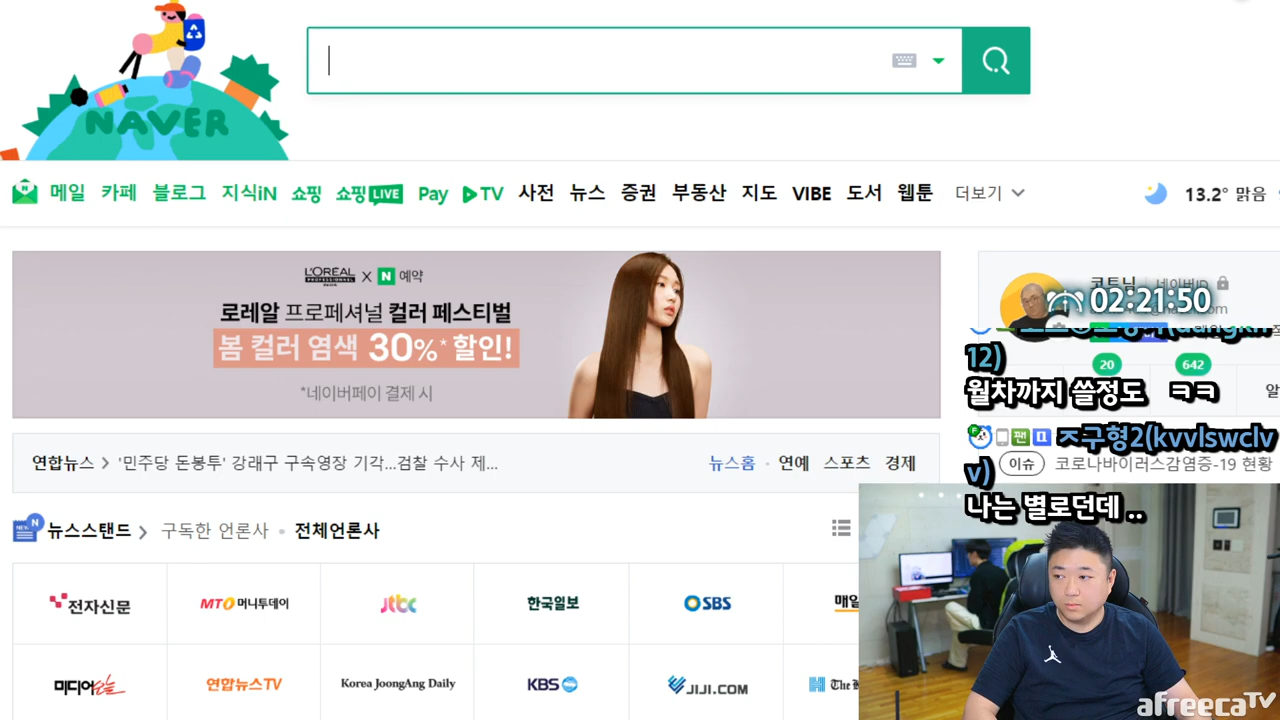 NAVER
메일 카페 블로그 지식iN 쇼핑 쇼핑LIVE Pay TV 사전 뉴스 증권 부동산 지도 VIBE 도서 웹툰 더보기
13.2° 맑음
L'ORÉAL PROFESSIONNEL PARIS X N 예약
로레알 프로페셔널 컬러 페스티벌
봄 컬러 염색 30%* 할인!
*네이버페이 결제 시
02:21:50
12)
20 642
월차까지 쓸정도 ㅋㅋ
알
연합뉴스 > '민주당 돈봉투' 강래구 구속영장 기각...검찰 수사 제...
뉴스홈 · 연예 스포츠 경제
팬 ㅈ구형2(kvvlswclv
v)
이슈 코로나바이러스감염증-19 현황
나는 별로던데 ..
뉴스스탠드 > 구독한 언론사 · 전체언론사
전자신문 MTO 머니투데이 jtbc 한국일보 SBS 매일
미디어오늘 연합뉴스TV Korea JoongAng Daily KBS JIJI.COM The
afreecaTV